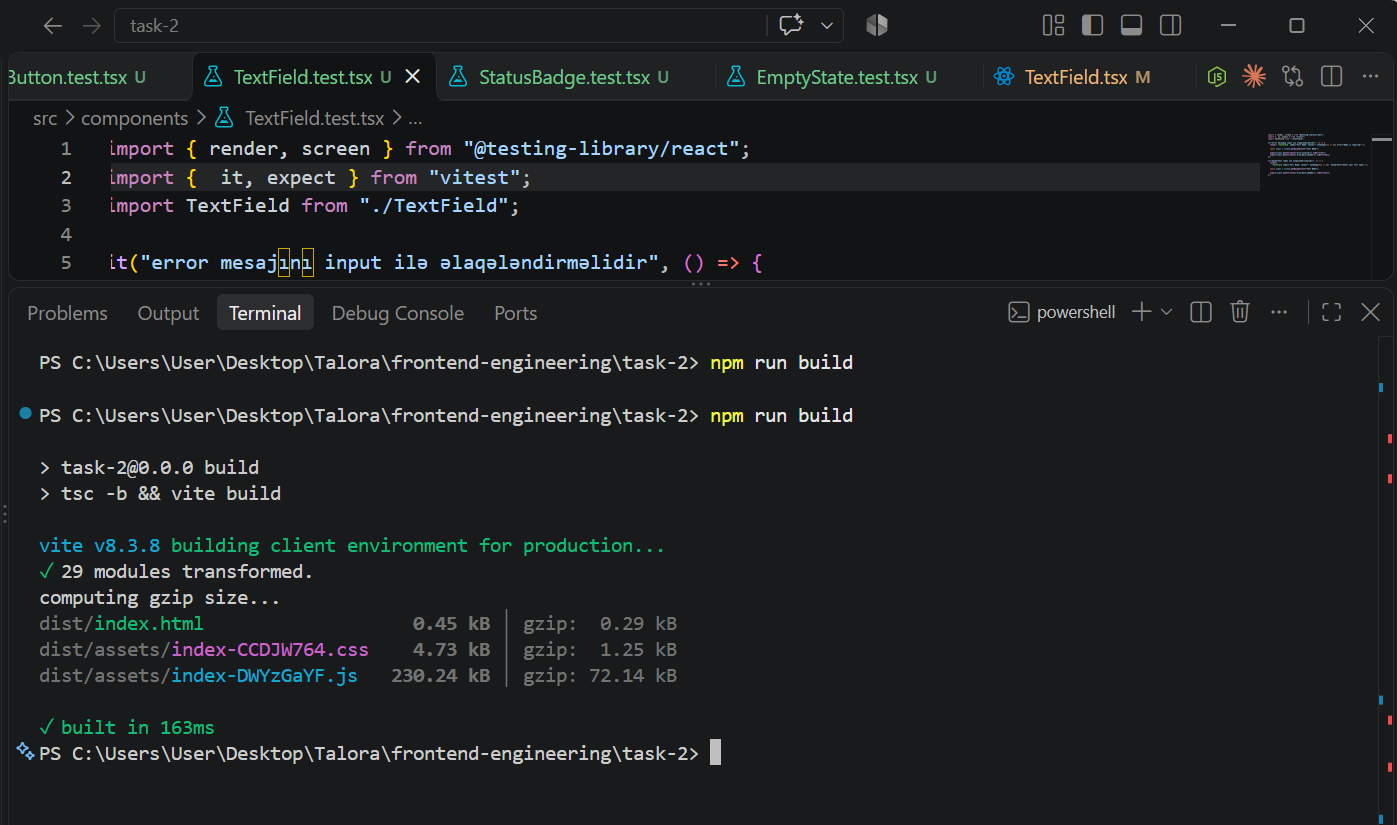 task-2
Button.test.tsx U
TextField.test.tsx U
StatusBadge.test.tsx U
EmptyState.test.tsx U
TextField.tsx M
src > components > TextField.test.tsx > ...
1 import { render, screen } from "@testing-library/react";
2 import {  it, expect } from "vitest";
3 import TextField from "./TextField";
4
5 it("error mesajını input ilə əlaqələndirməlidir", () => {
Problems Output Terminal Debug Console Ports
powershell
PS C:\Users\User\Desktop\Talora\frontend-engineering\task-2> npm run build
PS C:\Users\User\Desktop\Talora\frontend-engineering\task-2> npm run build
> task-2@0.0.0 build
> tsc -b && vite build
vite v8.3.8 building client environment for production...
✓ 29 modules transformed.
computing gzip size...
dist/index.html 0.45 kB │ gzip: 0.29 kB
dist/assets/index-CCDJW764.css 4.73 kB │ gzip: 1.25 kB
dist/assets/index-DWYzGaYF.js 230.24 kB │ gzip: 72.14 kB
✓ built in 163ms
PS C:\Users\User\Desktop\Talora\frontend-engineering\task-2>